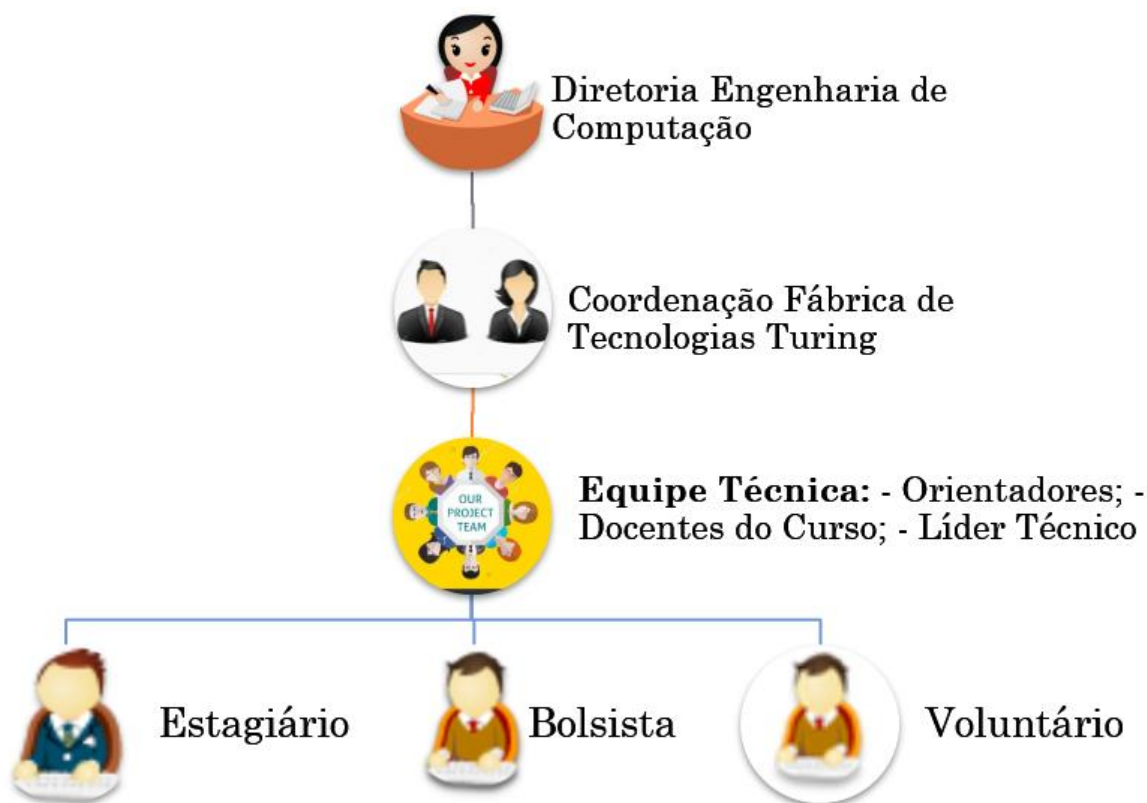 Diretoria Engenharia de
Computação
Coordenação Fábrica de
Tecnologias Turing
OUR
PROJECT
TEAM
Equipe Técnica: - Orientadores; -
Docentes do Curso; - Líder Técnico
Estagiário
Bolsista
Voluntário